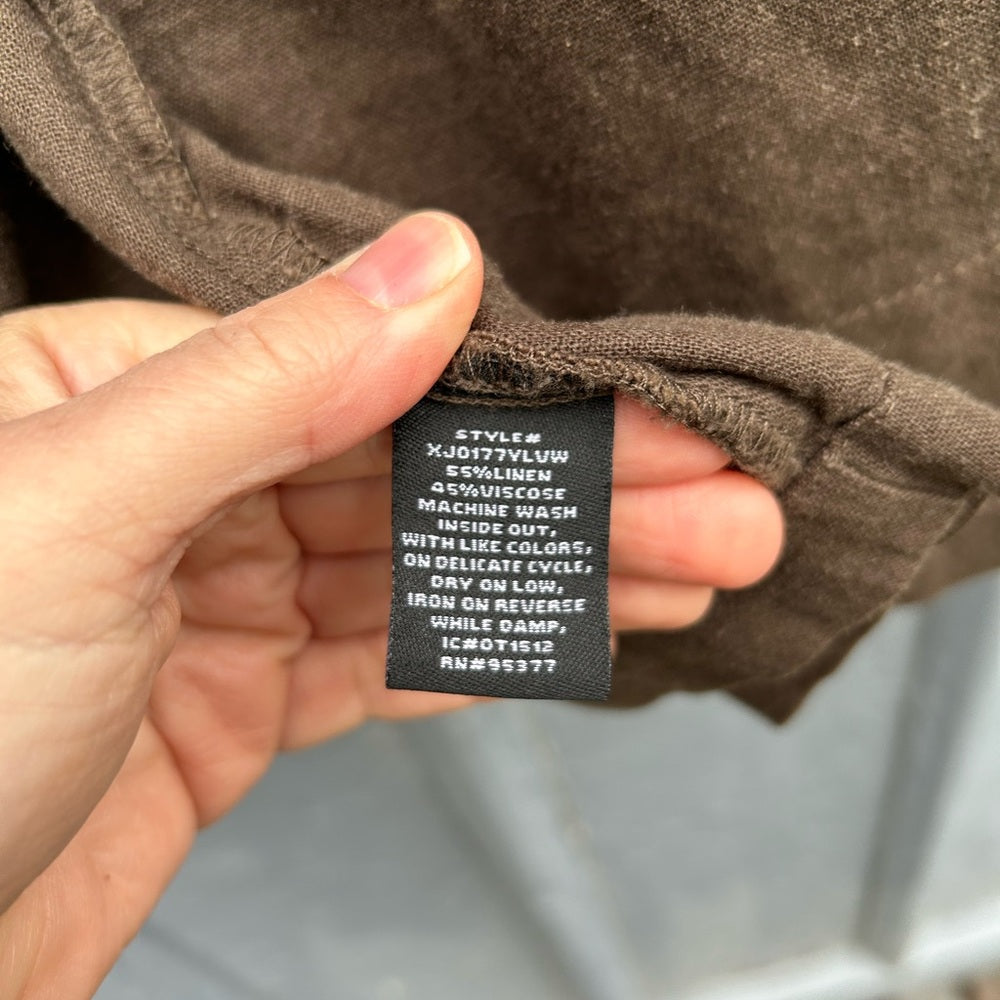 STYLE#
XJ0177YLVW
55%LINEN
45%VISCOSE
MACHINE WASH
INSIDE OUT,
WITH LIKE COLORS,
ON DELICATE CYCLE,
DRY ON LOW,
IRON ON REVERSE
WHILE DAMP,
IC#OT1512
RN#95377